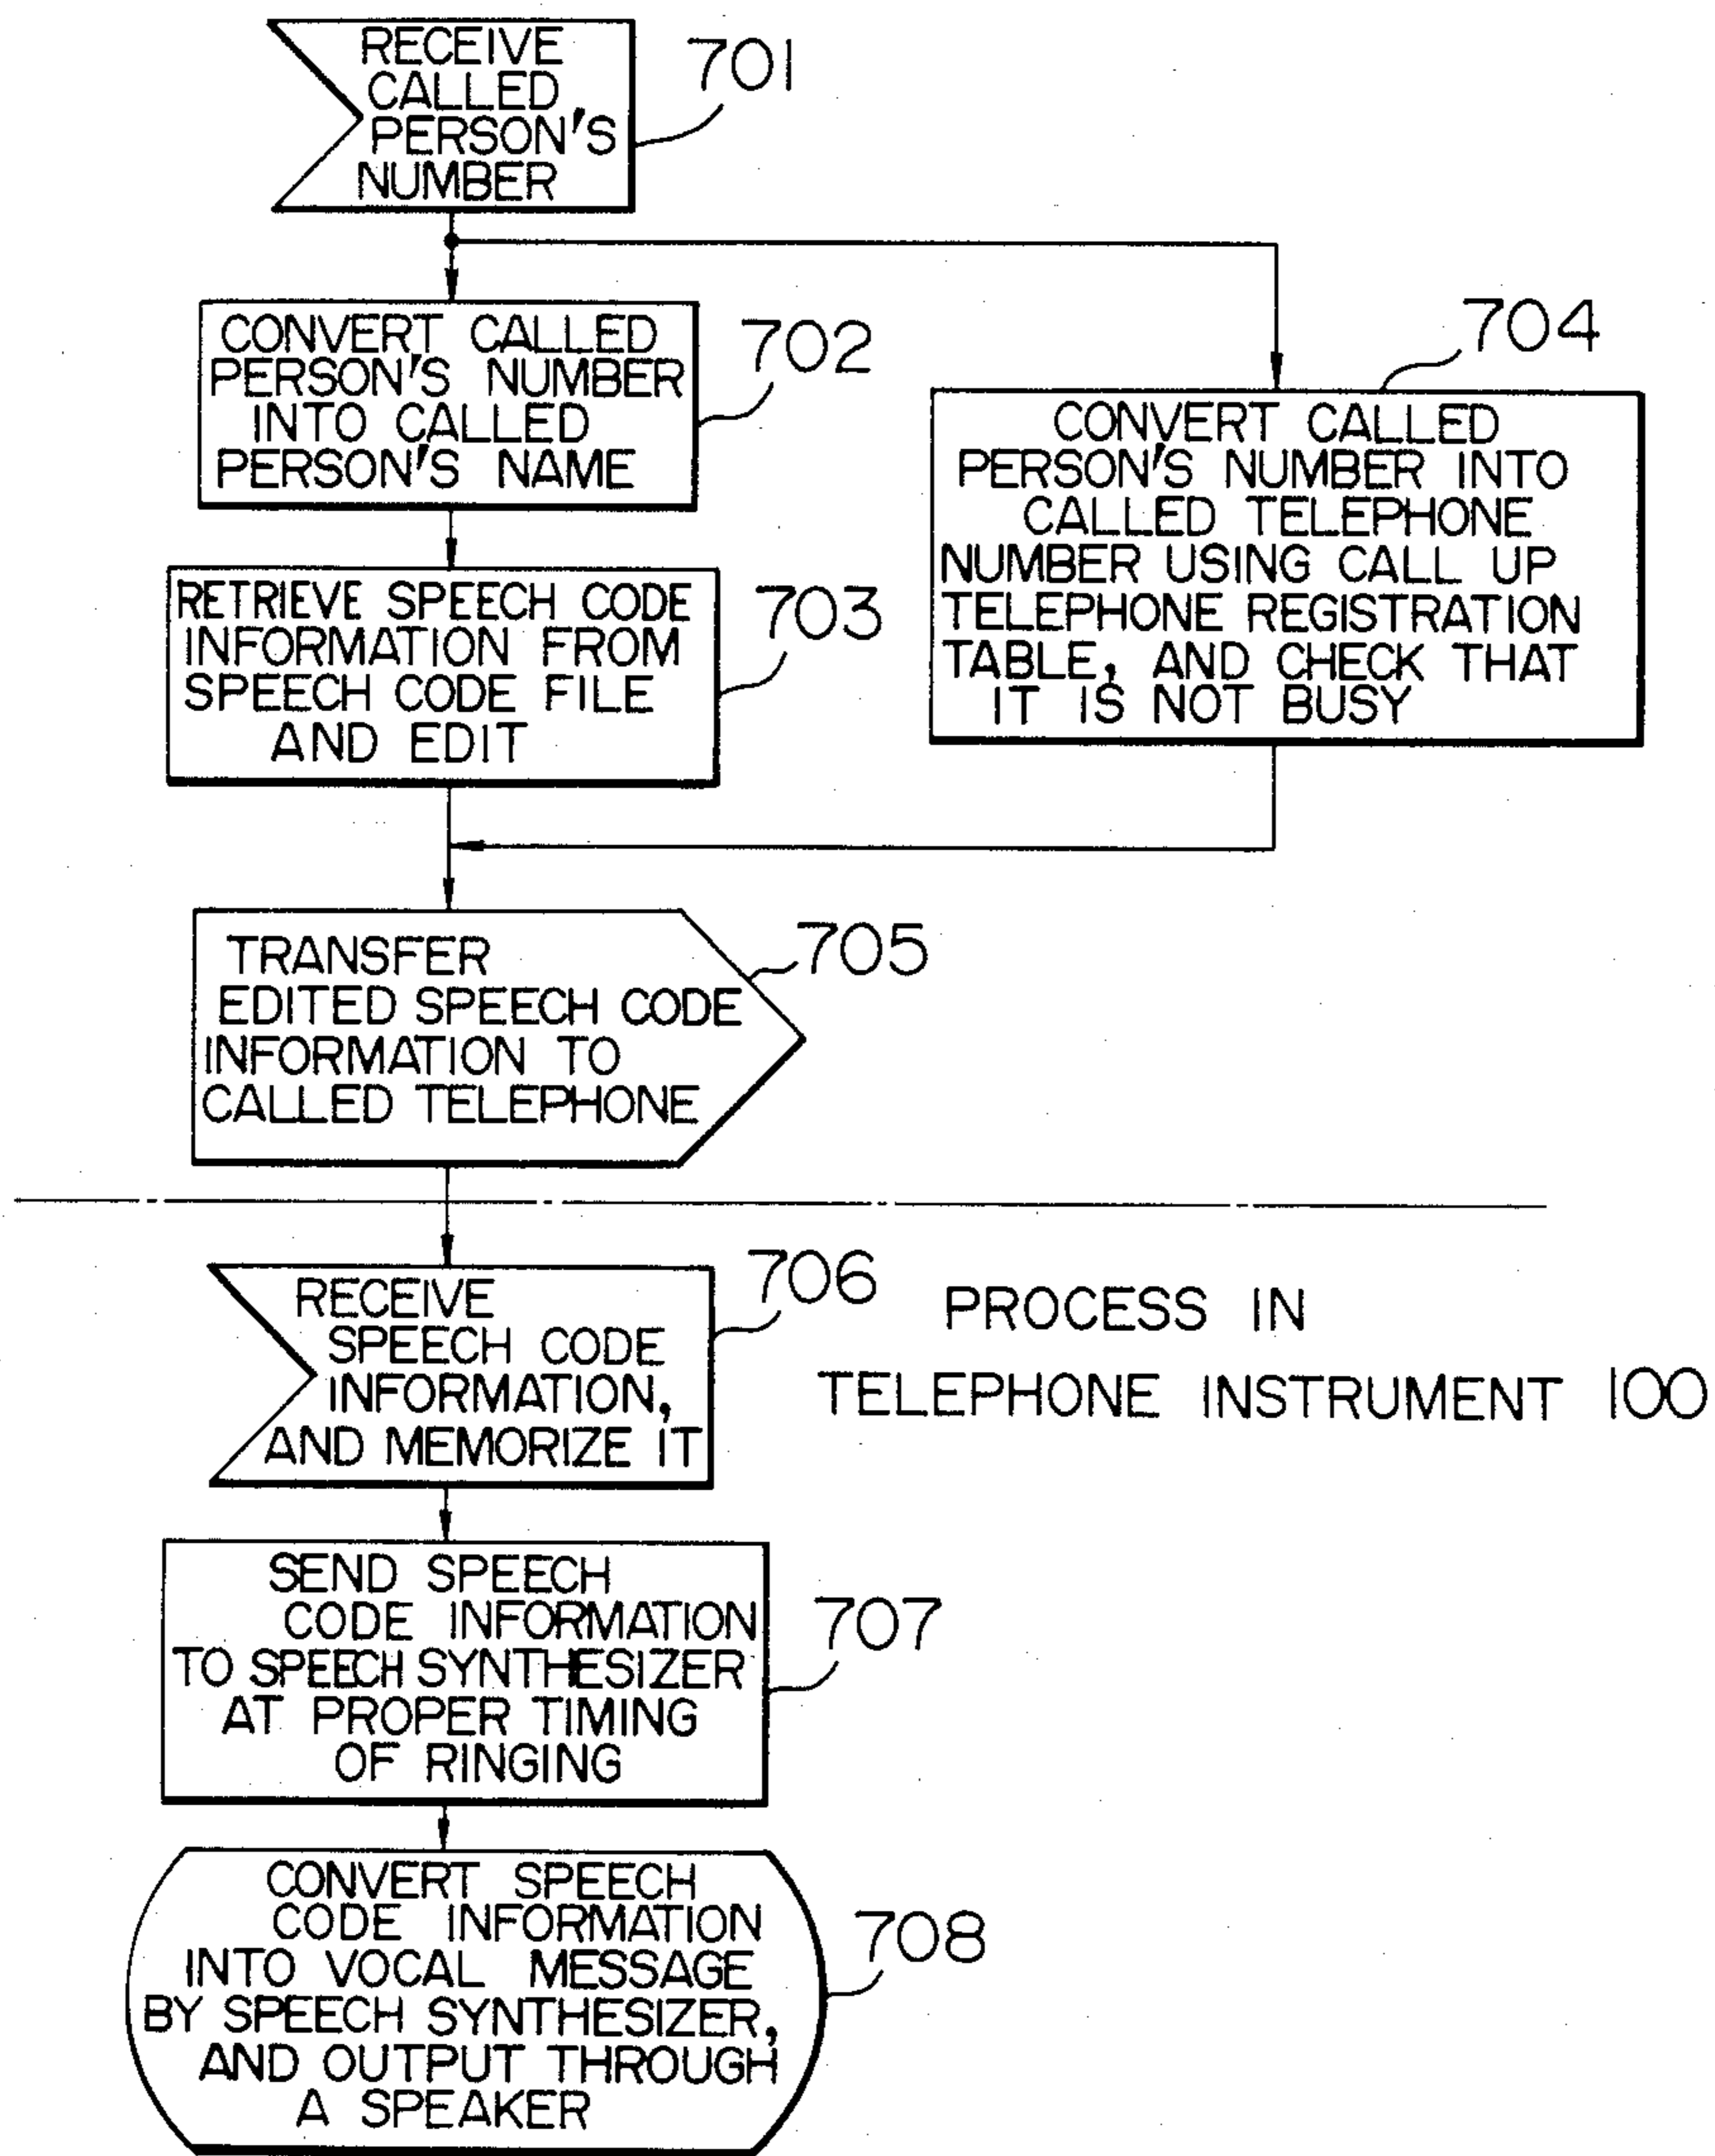 RECEIVE
CALLED
PERSON'S
NUMBER
701
CONVERT CALLED
PERSON'S NUMBER
INTO CALLED
PERSON'S NAME
702
RETRIEVE SPEECH CODE
INFORMATION FROM
SPEECH CODE FILE
AND EDIT
703
704
CONVERT CALLED
PERSON'S NUMBER INTO
CALLED TELEPHONE
NUMBER USING CALL UP
TELEPHONE REGISTRATION
TABLE, AND CHECK THAT
IT IS NOT BUSY
TRANSFER
EDITED SPEECH CODE
INFORMATION TO
CALLED TELEPHONE
705
RECEIVE
SPEECH CODE
INFORMATION,
AND MEMORIZE IT
706
PROCESS IN
TELEPHONE INSTRUMENT 100
SEND SPEECH
CODE INFORMATION
TO SPEECH SYNTHESIZER
AT PROPER TIMING
OF RINGING
707
CONVERT SPEECH
CODE INFORMATION
INTO VOCAL MESSAGE
BY SPEECH SYNTHESIZER,
AND OUTPUT THROUGH
A SPEAKER
708